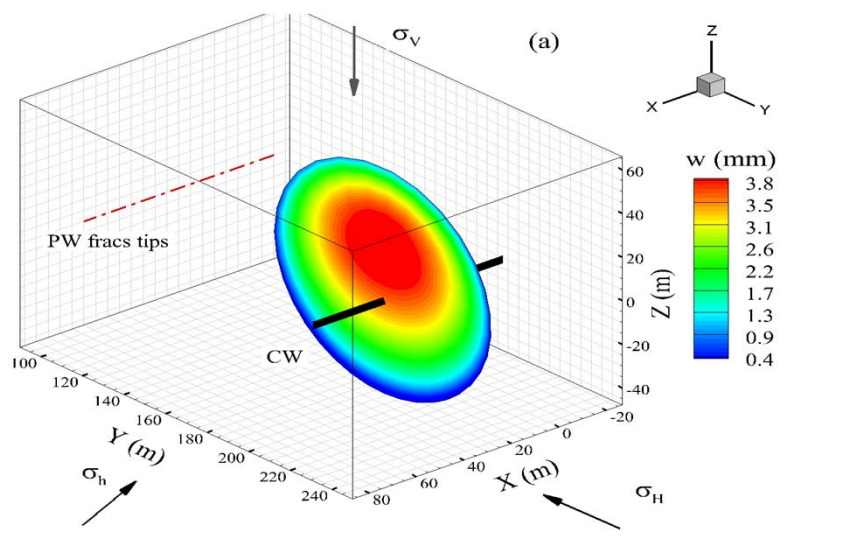 σV
(a)
Z
X
Y
w (mm)
3.8
3.5
3.1
2.6
2.2
1.7
1.3
0.9
0.4
PW fracs tips
CW
60
40
20
0
-20
-40
Z (m)
100
120
140
160
180
200
220
240
Y (m)
80
60
40
20
0
-20
X (m)
σh
σH